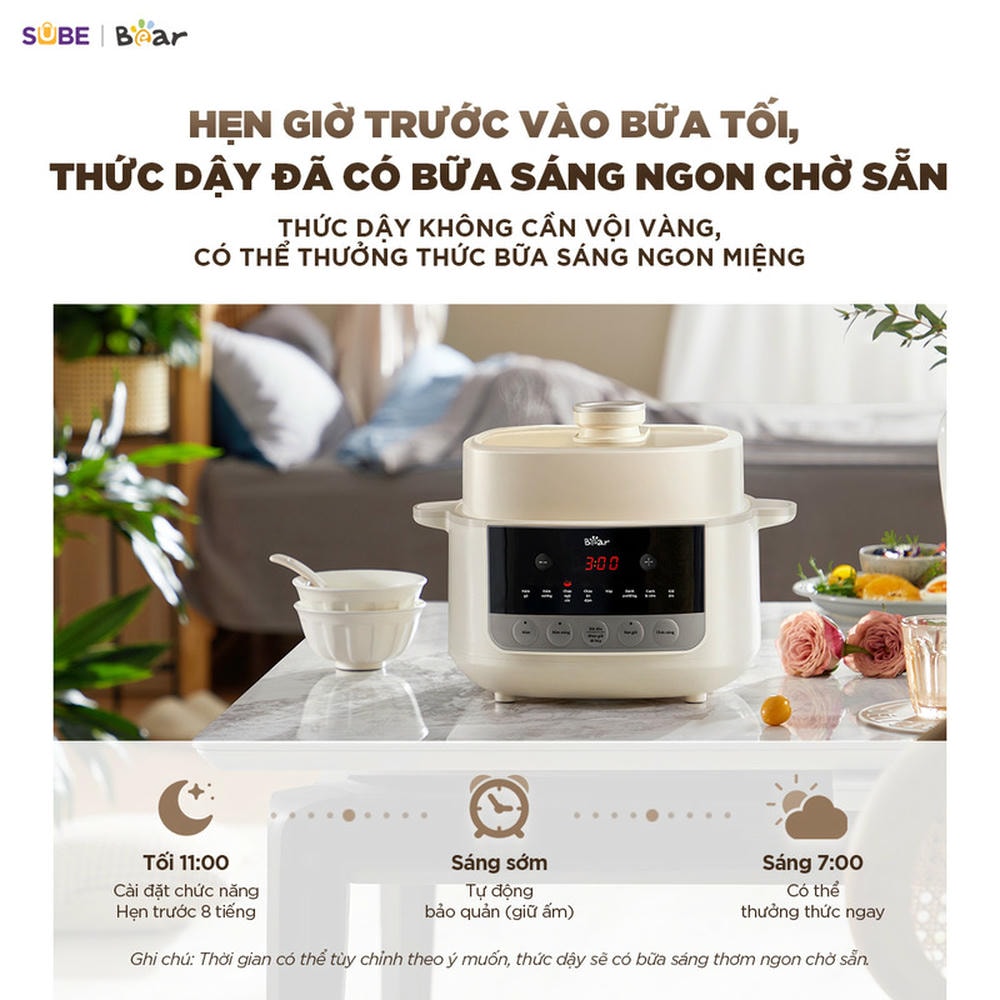 SUBE | Bear
HẸN GIỜ TRƯỚC VÀO BỮA TỐI,
THỨC DẬY ĐÃ CÓ BỮA SÁNG NGON CHỜ SẴN
THỨC DẬY KHÔNG CẦN VỘI VÀNG,
CÓ THỂ THƯỞNG THỨC BỮA SÁNG NGON MIỆNG
Bear
3:00
Tối 11:00
Cài đặt chức năng
Hẹn trước 8 tiếng
Sáng sớm
Tự động
bảo quản (giữ ấm)
Sáng 7:00
Có thể
thưởng thức ngay
Ghi chú: Thời gian có thể tùy chỉnh theo ý muốn, thức dậy sẽ có bữa sáng thơm ngon chờ sẵn.